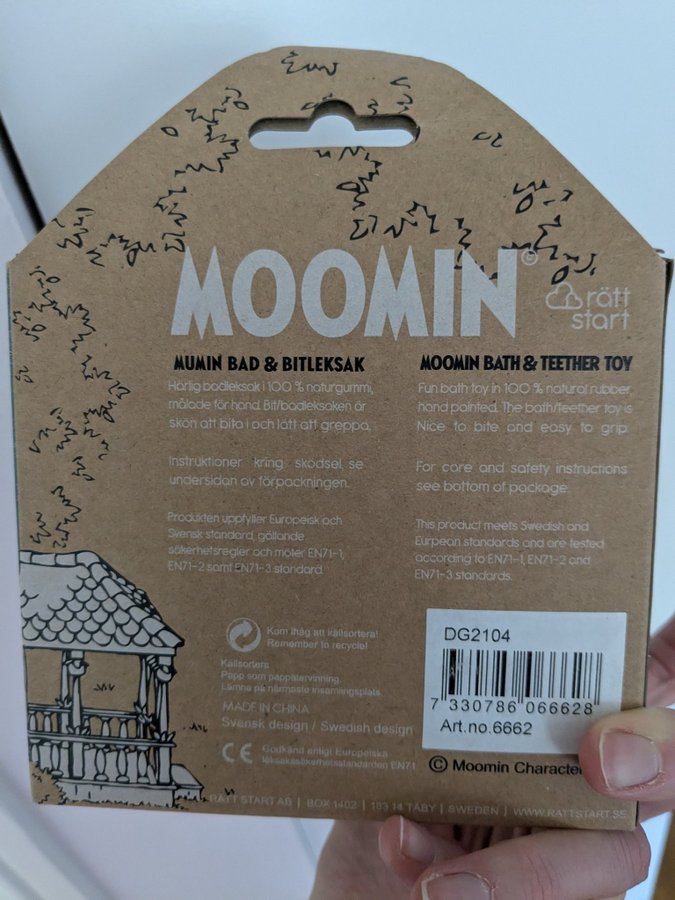 MOOMIN©
rätt
start
MUMIN BAD & BITLEKSAK
Härlig badleksak i 100 % naturgummi,
målade för hand. Bit/badleksaken är
skön att bita i och lätt att greppa.
Instruktioner kring sködsel, se
undersidan av förpackningen.
Produkten uppfyller Europeisk och
Svensk standard, gällande
säkerhetsregler och möter EN71-1,
EN71-2 samt EN71-3 standard.
MOOMIN BATH & TEETHER TOY
Fun bath toy in 100 % natural rubber,
hand painted. The bath/teether toy is
Nice to bite and easy to grip.
For care and safety instructions
see bottom of package.
This product meets Swedish and
Eurpean standards and are tested
according to EN71-1, EN71-2 and
EN71-3 standards.
Kom ihåg att källsortera!
Remember to recycle!
Källsortera
Papp som pappåtervinning.
Lämna på närmaste insamlingsplats.
MADE IN CHINA
Svensk design / Swedish design
CE
Godkänd enligt Europeiska
leksakssäkerhetsstandarden EN71
DG2104
7 330786 066628
Art.no.6662
© Moomin
RÄTT START AB | BOX 1402 | 183 14 TÄBY | SWEDEN | WWW.RATTSTART.SE